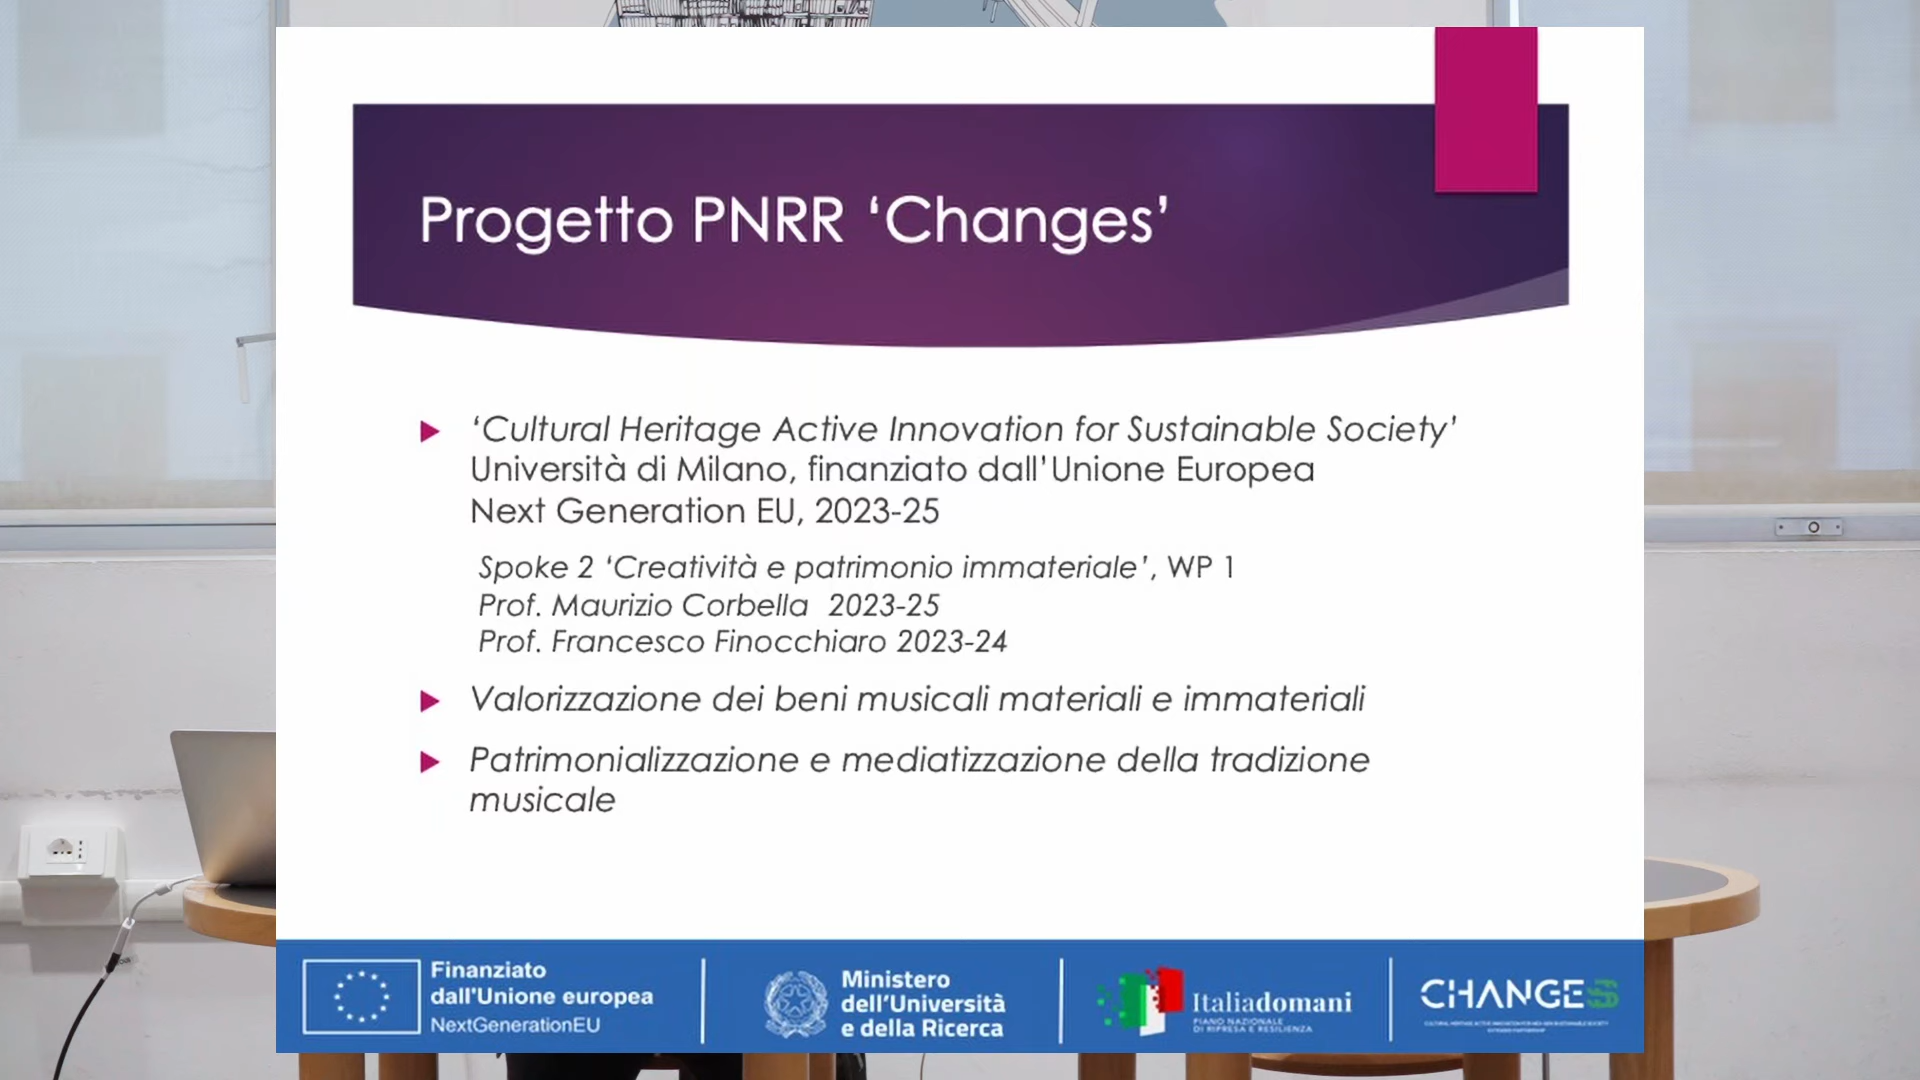 Progetto PNRR ‘Changes’
‘Cultural Heritage Active Innovation for Sustainable Society’
Università di Milano, finanziato dall’Unione Europea
Next Generation EU, 2023-25
Spoke 2 ‘Creatività e patrimonio immateriale’, WP 1
Prof. Maurizio Corbella 2023-25
Prof. Francesco Finocchiaro 2023-24
Valorizzazione dei beni musicali materiali e immateriali
Patrimonializzazione e mediatizzazione della tradizione
musicale
Finanziato
dall'Unione europea
NextGenerationEU
Ministero
dell’Università
e della Ricerca
Italiadomani
PIANO NAZIONALE
DI RIPRESA E RESILIENZA
CHANGES